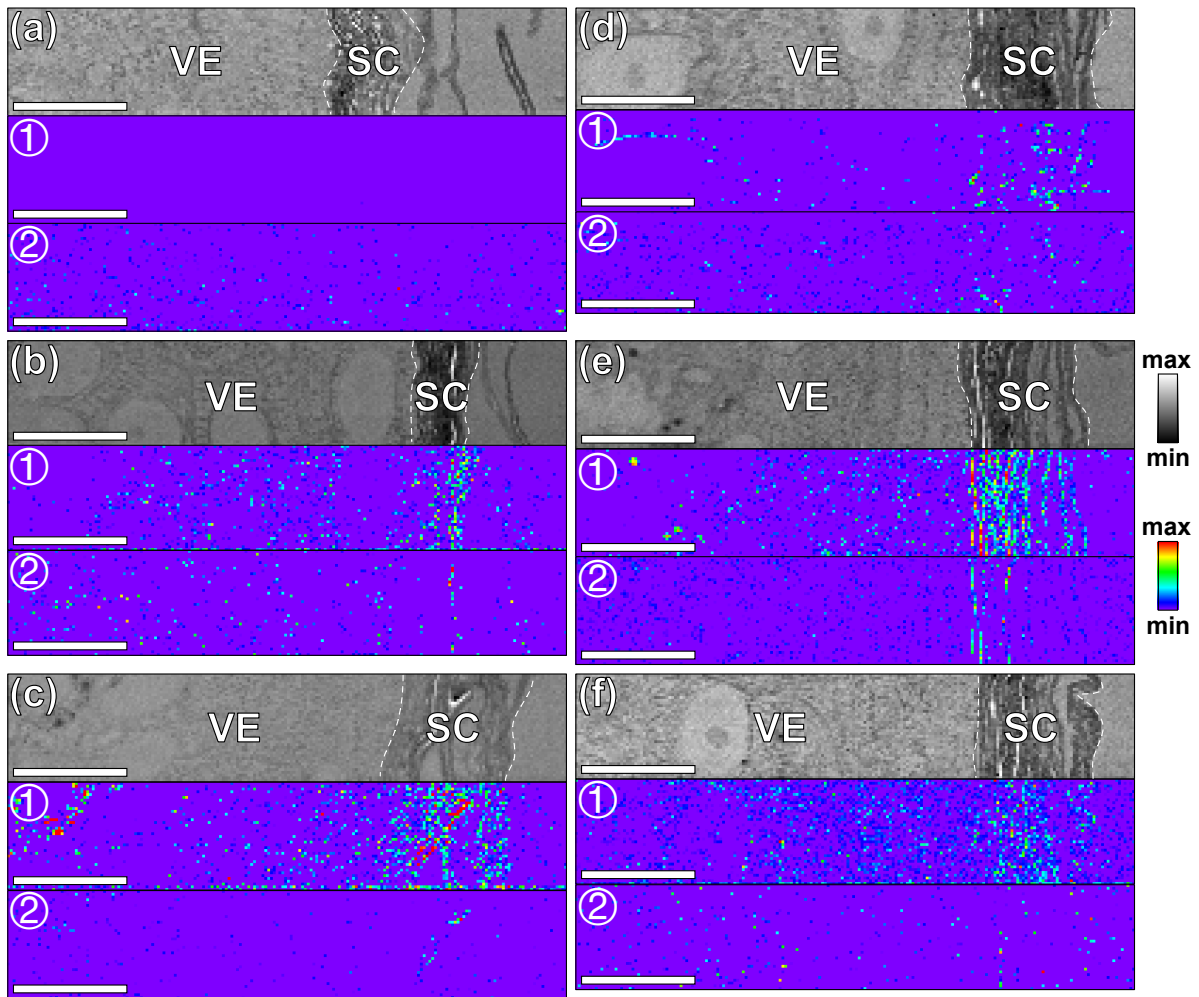 (a) VE SC
①
②
(b) VE SC
①
②
(c) VE SC
①
②
(d) VE SC
①
②
(e) VE SC
①
②
(f) VE SC
①
②
max
min
max
min